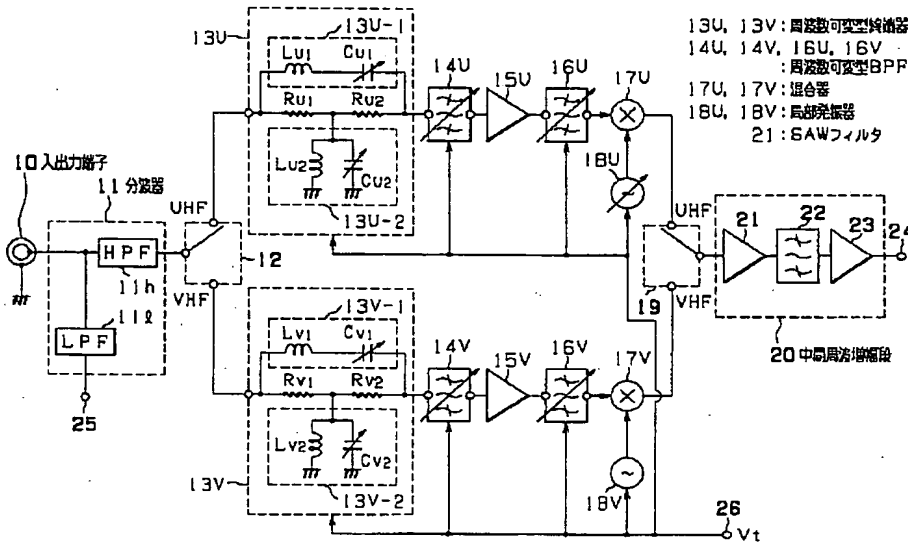 13U, 13V : 周波数可変型等価器
14U, 14V, 16U, 16V
: 周波数可変型BPF
17U, 17V : 混合器
18U, 18V : 局部発振器
21 : SAWフィルタ
13U
13U-1
LU1
CU1
RU1
RU2
LU2
CU2
13U-2
14U
15U
16U
17U
18U
10 入出力端子
11 分波器
HPF
11h
LPF
11ℓ
25
UHF
12
VHF
UHF
19
VHF
21
22
23
24
20 中間周波増幅段
13V-1
LV1
CV1
RV1
RV2
LV2
CV2
13V
13V-2
14V
15V
16V
17V
18V
26
Vt